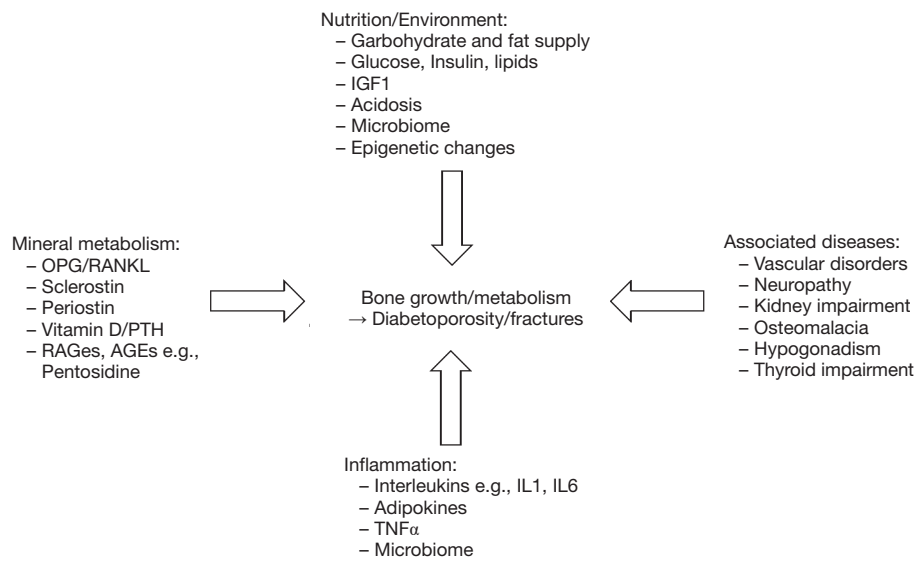 Nutrition/Environment:
– Garbohydrate and fat supply
– Glucose, Insulin, lipids
– IGF1
– Acidosis
– Microbiome
– Epigenetic changes
Mineral metabolism:
– OPG/RANKL
– Sclerostin
– Periostin
– Vitamin D/PTH
– RAGes, AGEs e.g.,
Pentosidine
Bone growth/metabolism
→ Diabetoporosity/fractures
Associated diseases:
– Vascular disorders
– Neuropathy
– Kidney impairment
– Osteomalacia
– Hypogonadism
– Thyroid impairment
Inflammation:
– Interleukins e.g., IL1, IL6
– Adipokines
– TNFα
– Microbiome